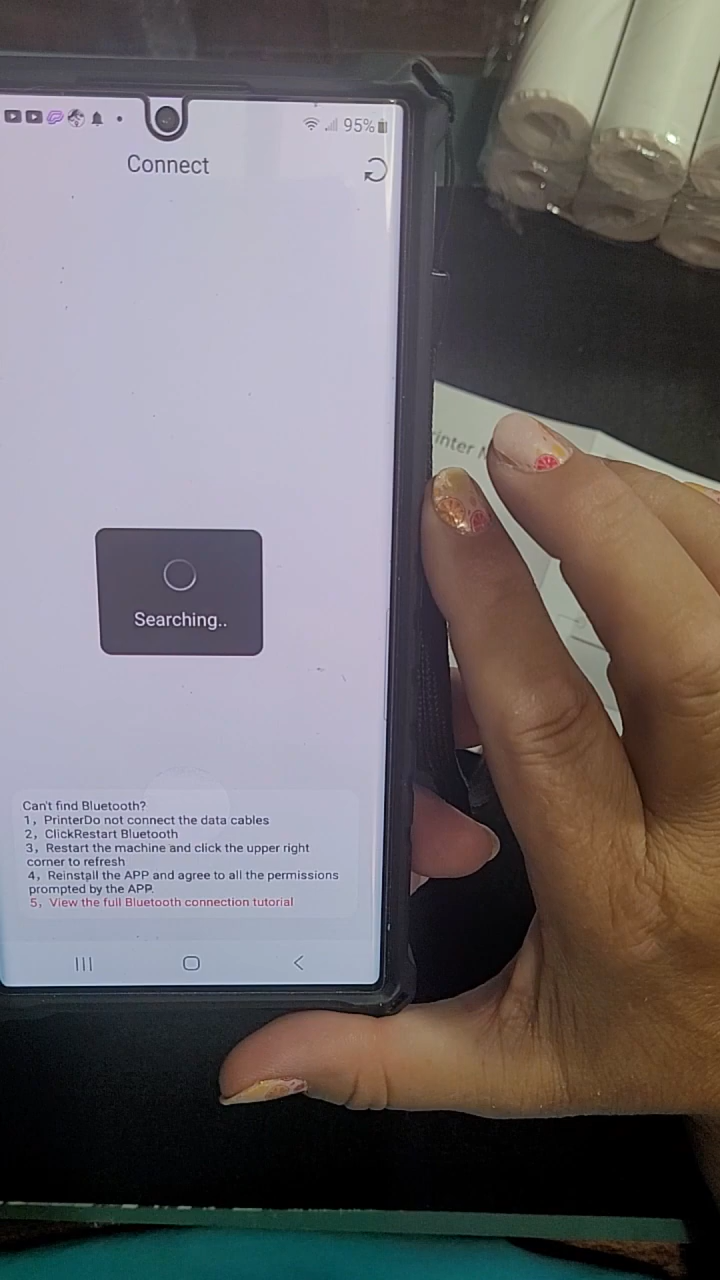 95%
Connect
Searching..
Can't find Bluetooth?
1, PrinterDo not connect the data cables
2, ClickRestart Bluetooth
3, Restart the machine and click the upper right
corner to refresh
4, Reinstall the APP and agree to all the permissions
prompted by the APP.
5, View the full Bluetooth connection tutorial